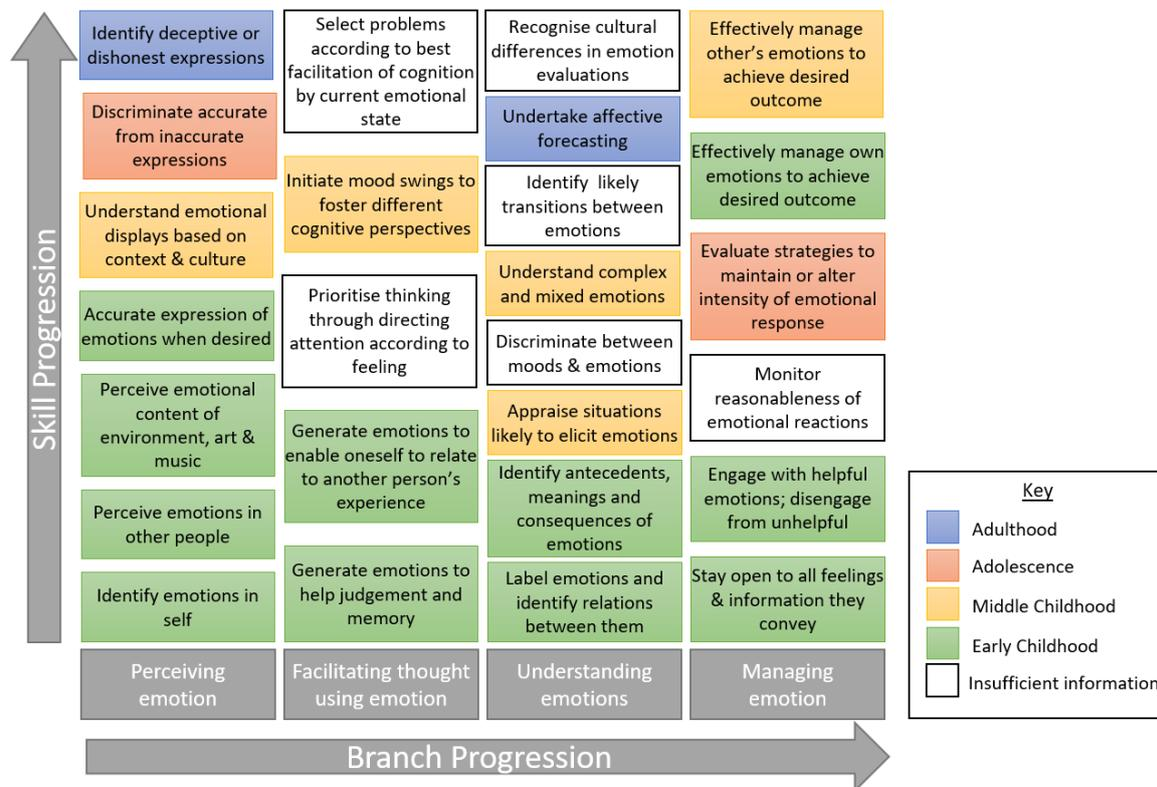 Skill Progression
Identify deceptive or
dishonest expressions
Discriminate accurate
from inaccurate
expressions
Understand emotional
displays based on
context & culture
Accurate expression of
emotions when desired
Perceive emotional
content of
environment, art &
music
Perceive emotions in
other people
Identify emotions in
self
Perceiving
emotion
Select problems
according to best
facilitation of cognition
by current emotional
state
Initiate mood swings to
foster different
cognitive perspectives
Prioritise thinking
through directing
attention according to
feeling
Generate emotions to
enable oneself to relate
to another person's
experience
Generate emotions to
help judgement and
memory
Facilitating thought
using emotion
Recognise cultural
differences in emotion
evaluations
Undertake affective
forecasting
Identify likely
transitions between
emotions
Understand complex
and mixed emotions
Discriminate between
moods & emotions
Appraise situations
likely to elicit emotions
Identify antecedents,
meanings and
consequences of
emotions
Label emotions and
identify relations
between them
Understanding
emotions
Effectively manage
other's emotions to
achieve desired
outcome
Effectively manage own
emotions to achieve
desired outcome
Evaluate strategies to
maintain or alter
intensity of emotional
response
Monitor
reasonableness of
emotional reactions
Engage with helpful
emotions; disengage
from unhelpful
Stay open to all feelings
& information they
convey
Managing
emotion
Branch Progression
Key
Adulthood
Adolescence
Middle Childhood
Early Childhood
Insufficient information